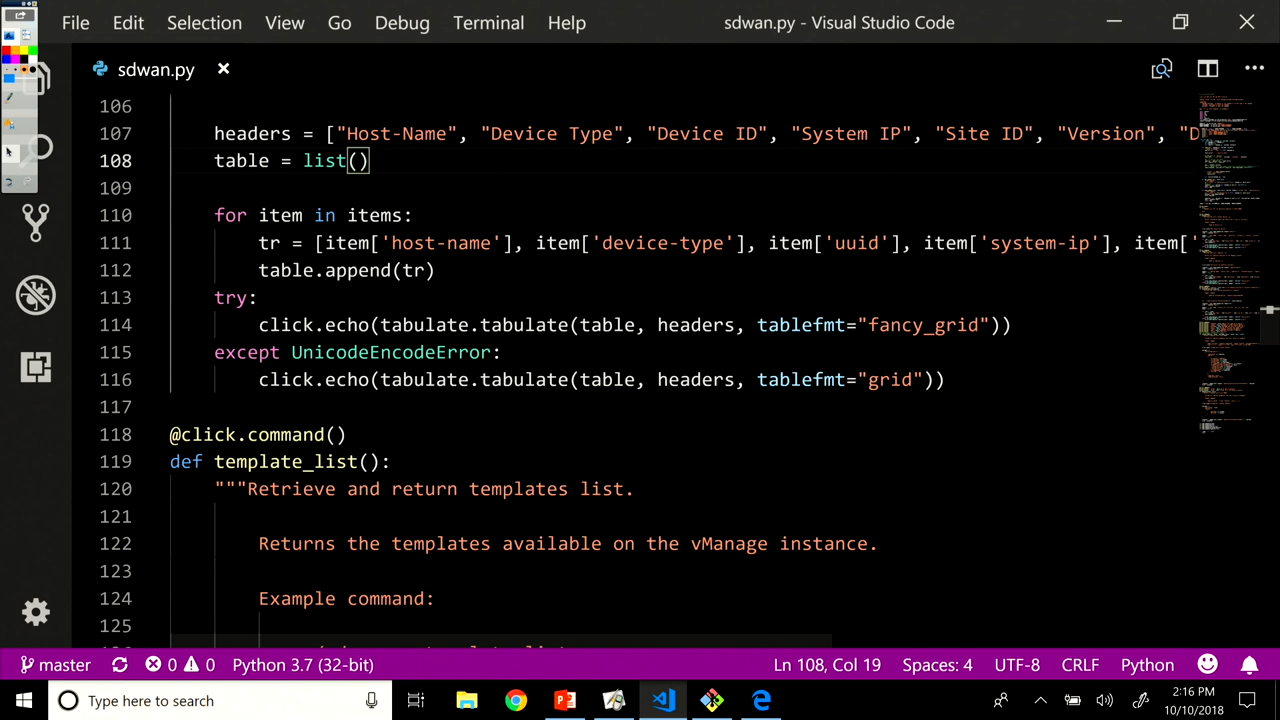 File Edit Selection View Go Debug Terminal Help sdwan.py - Visual Studio Code
sdwan.py
106
107 headers = ["Host-Name", "Device Type", "Device ID", "System IP", "Site ID", "Version", "D
108 table = list()
109
110 for item in items:
111 tr = [item['host-name'], item['device-type'], item['uuid'], item['system-ip'], item['
112 table.append(tr)
113 try:
114 click.echo(tabulate.tabulate(table, headers, tablefmt="fancy_grid"))
115 except UnicodeEncodeError:
116 click.echo(tabulate.tabulate(table, headers, tablefmt="grid"))
117
118 @click.command()
119 def template_list():
120 """Retrieve and return templates list.
121
122 Returns the templates available on the vManage instance.
123
124 Example command:
125
master 0 0 Python 3.7 (32-bit) Ln 108, Col 19 Spaces: 4 UTF-8 CRLF Python
Type here to search 2:16 PM
10/10/2018